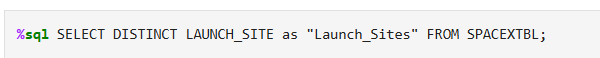 %sql SELECT DISTINCT LAUNCH_SITE as "Launch_Sites" FROM SPACEXTBL;